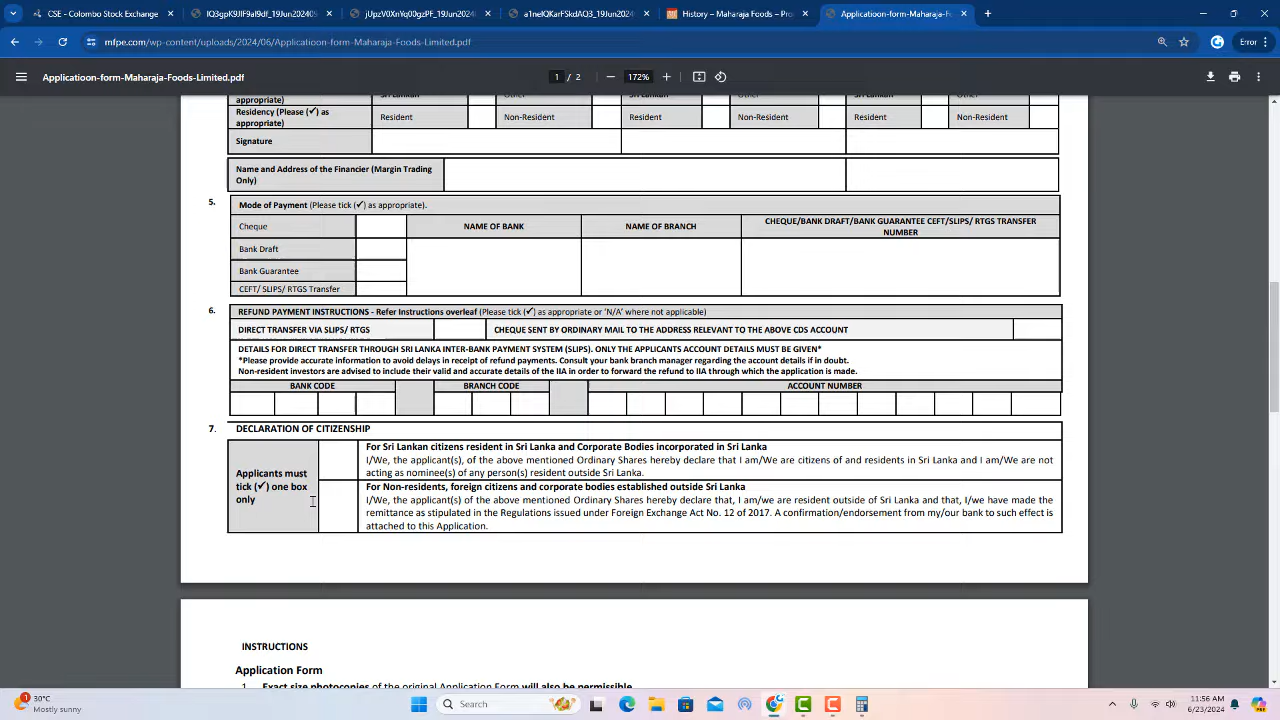 CSE - Colombo Stock Exchange
IQ3gpK9JIF9aI9df_19Jun20240
jUpzV0XnYq00gzPF_19Jun2024
a1neIQKarFSkdAQ3_19Jun2024
History – Maharaja Foods – Pro
Applicatioon-form-Maharaja-Fo
mfpe.com/wp-content/uploads/2024/06/Applicatioon-form-Maharaja-Foods-Limited.pdf
Error
Applicatioon-form-Maharaja-Foods-Limited.pdf
1 / 2
172%
appropriate)
Sri Lankan Other Sri Lankan Other Sri Lankan Other
Residency (Please (✓) as appropriate)
Resident Non-Resident Resident Non-Resident Resident Non-Resident
Signature
Name and Address of the Financier (Margin Trading
Only)
5. Mode of Payment (Please tick (✓) as appropriate).
Cheque
NAME OF BANK
NAME OF BRANCH
CHEQUE/BANK DRAFT/BANK GUARANTEE CEFT/SLIPS/ RTGS TRANSFER
NUMBER
Bank Draft
Bank Guarantee
CEFT/ SLIPS/ RTGS Transfer
6. REFUND PAYMENT INSTRUCTIONS - Refer Instructions overleaf (Please tick (✓) as appropriate or ‘N/A’ where not applicable)
DIRECT TRANSFER VIA SLIPS/ RTGS CHEQUE SENT BY ORDINARY MAIL TO THE ADDRESS RELEVANT TO THE ABOVE CDS ACCOUNT
DETAILS FOR DIRECT TRANSFER THROUGH SRI LANKA INTER-BANK PAYMENT SYSTEM (SLIPS). ONLY THE APPLICANTS ACCOUNT DETAILS MUST BE GIVEN*
*Please provide accurate information to avoid delays in receipt of refund payments. Consult your bank branch manager regarding the account details if in doubt.
Non-resident investors are advised to include their valid and accurate details of the IIA in order to forward the refund to IIA through which the application is made.
BANK CODE BRANCH CODE ACCOUNT NUMBER
7. DECLARATION OF CITIZENSHIP
Applicants must
tick (✓) one box
only
For Sri Lankan citizens resident in Sri Lanka and Corporate Bodies incorporated in Sri Lanka
I/We, the applicant(s), of the above mentioned Ordinary Shares hereby declare that I am/We are citizens of and residents in Sri Lanka and I am/We are not
acting as nominee(s) of any person(s) resident outside Sri Lanka.
For Non-residents, foreign citizens and corporate bodies established outside Sri Lanka
I/We, the applicant(s) of the above mentioned Ordinary Shares hereby declare that, I am/we are resident outside of Sri Lanka and that, I/we have made the
remittance as stipulated in the Regulations issued under Foreign Exchange Act No. 12 of 2017. A confirmation/endorsement from my/our bank to such effect is
attached to this Application.
INSTRUCTIONS
Application Form
1. Exact size photocopies of the original Application Form will also be permissible.
30°C
Mostly sunny
1
Search
11:56 AM
6/23/2024